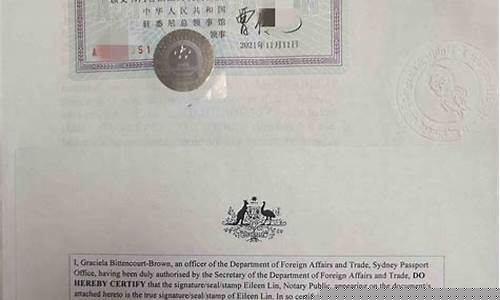 中华人民共和国
驻悉尼总领事馆
领事
2021年11月11日
A
51
I, Graciela Bittencourt-Brown, an officer of the Department of Foreign Affairs and Trade, Sydney Passport
Office, having been duly authorised by the Secretary of the Department of Foreign Affairs and Trade, DO
HEREBY CERTIFY that the signature/seal/stamp Eileen Lin, Notary Public, appearing on the document/s
attached hereto is the true signature/seal/stamp of Eileen Lin. In so